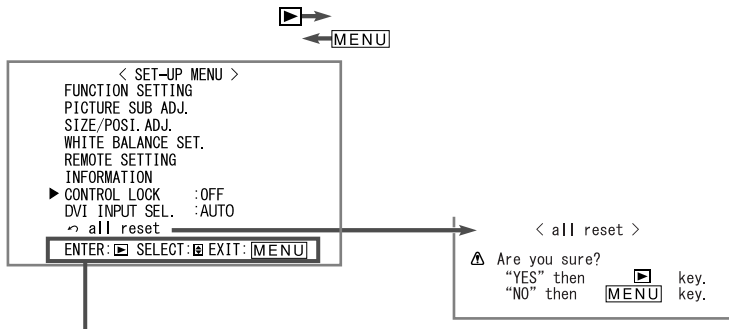 MENU
< SET-UP MENU >
FUNCTION SETTING
PICTURE SUB ADJ.
SIZE/POSI. ADJ.
WHITE BALANCE SET.
REMOTE SETTING
INFORMATION
▶ CONTROL LOCK :OFF
DVI INPUT SEL. :AUTO
all reset
ENTER: ▶ SELECT: EXIT: MENU
< all reset >
Are you sure?
“YES” then ▶ key.
“NO” then MENU key.